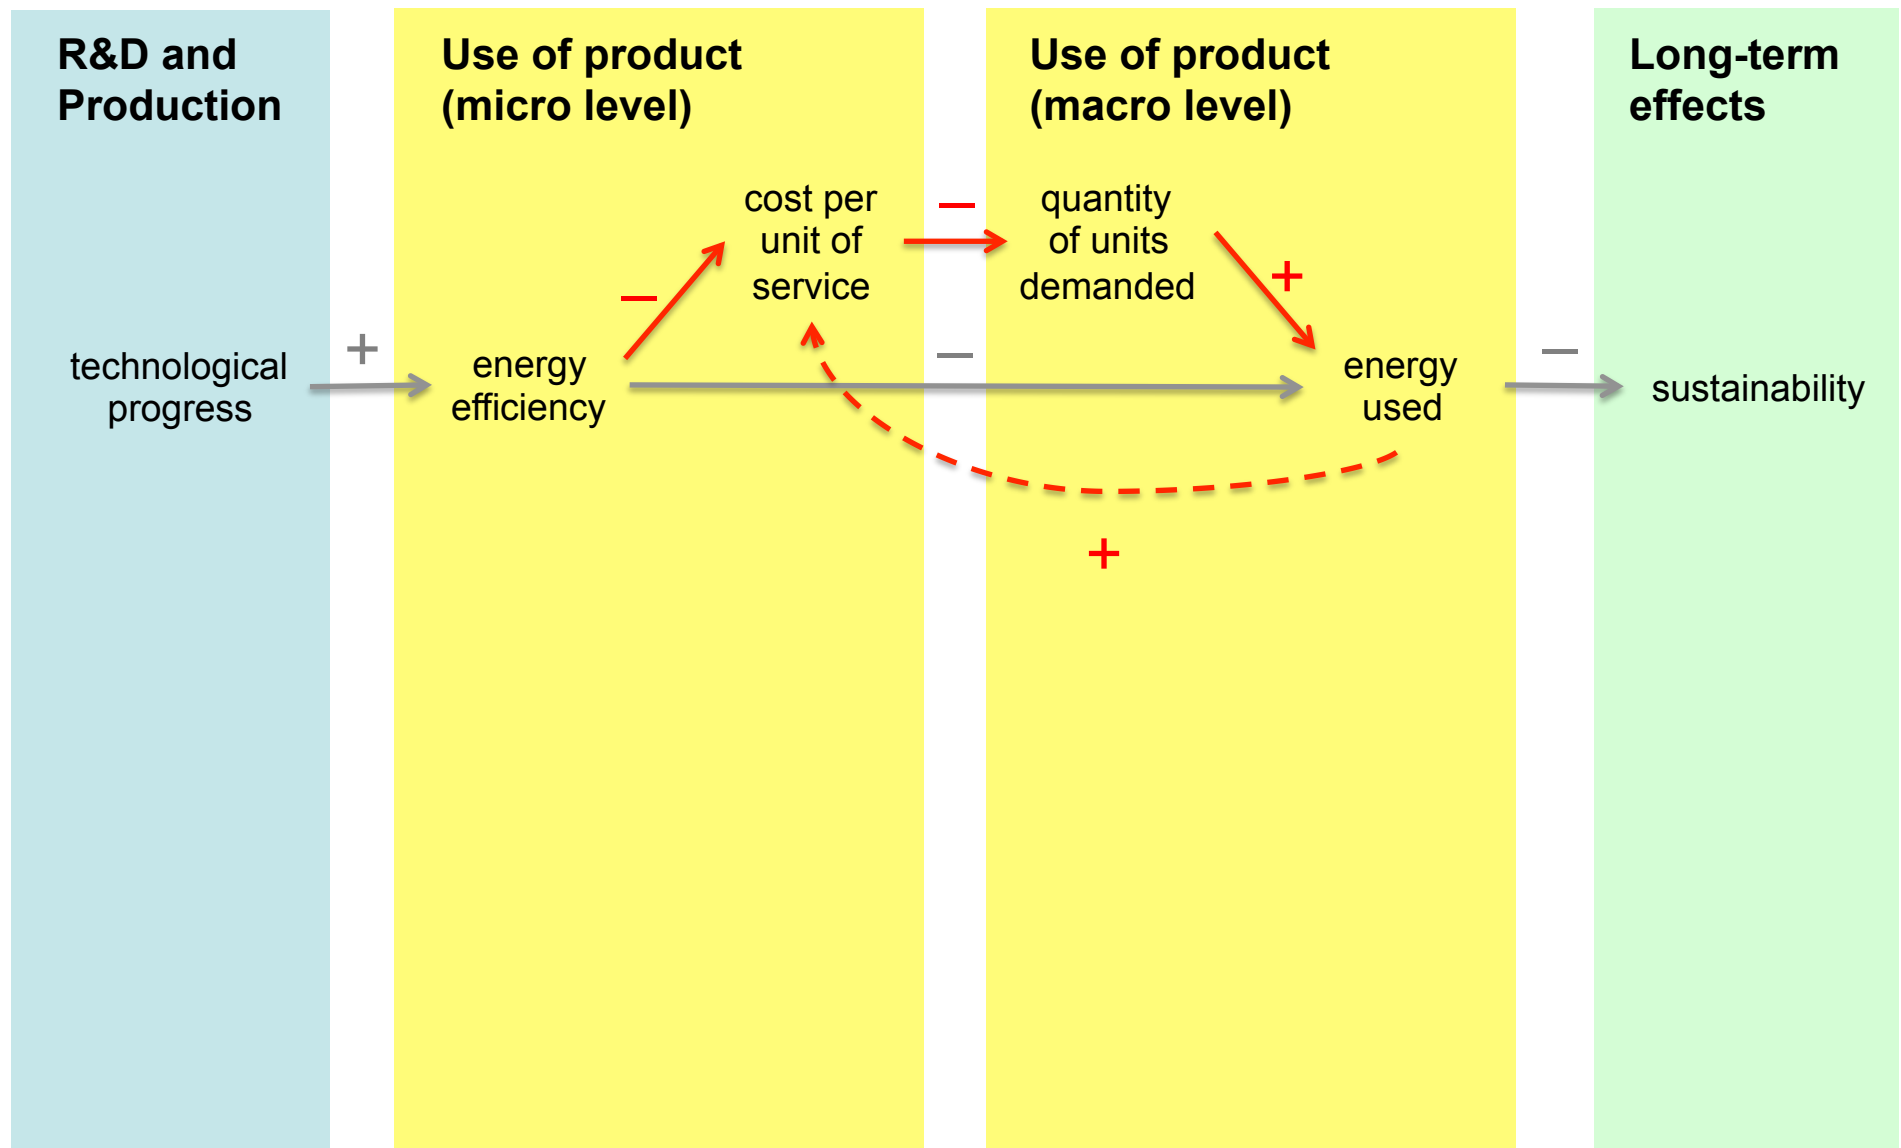 R&D and
Production
Use of product
(micro level)
Use of product
(macro level)
Long-term
effects
cost per
unit of
service
–
quantity
of units
demanded
–
+
+
technological
progress
energy
efficiency
–
energy
used
–
sustainability
+